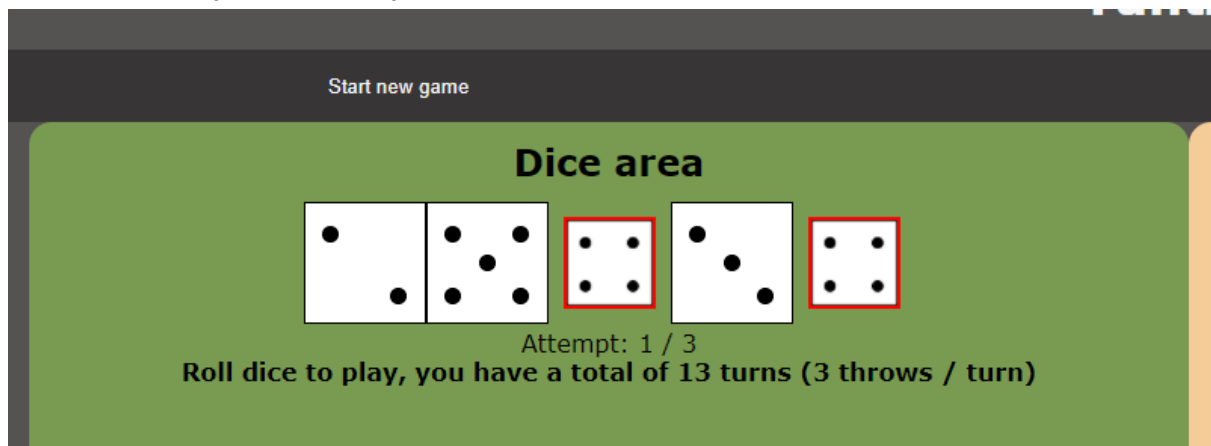 Start new game
Dice area
Attempt: 1 / 3
Roll dice to play, you have a total of 13 turns (3 throws / turn)